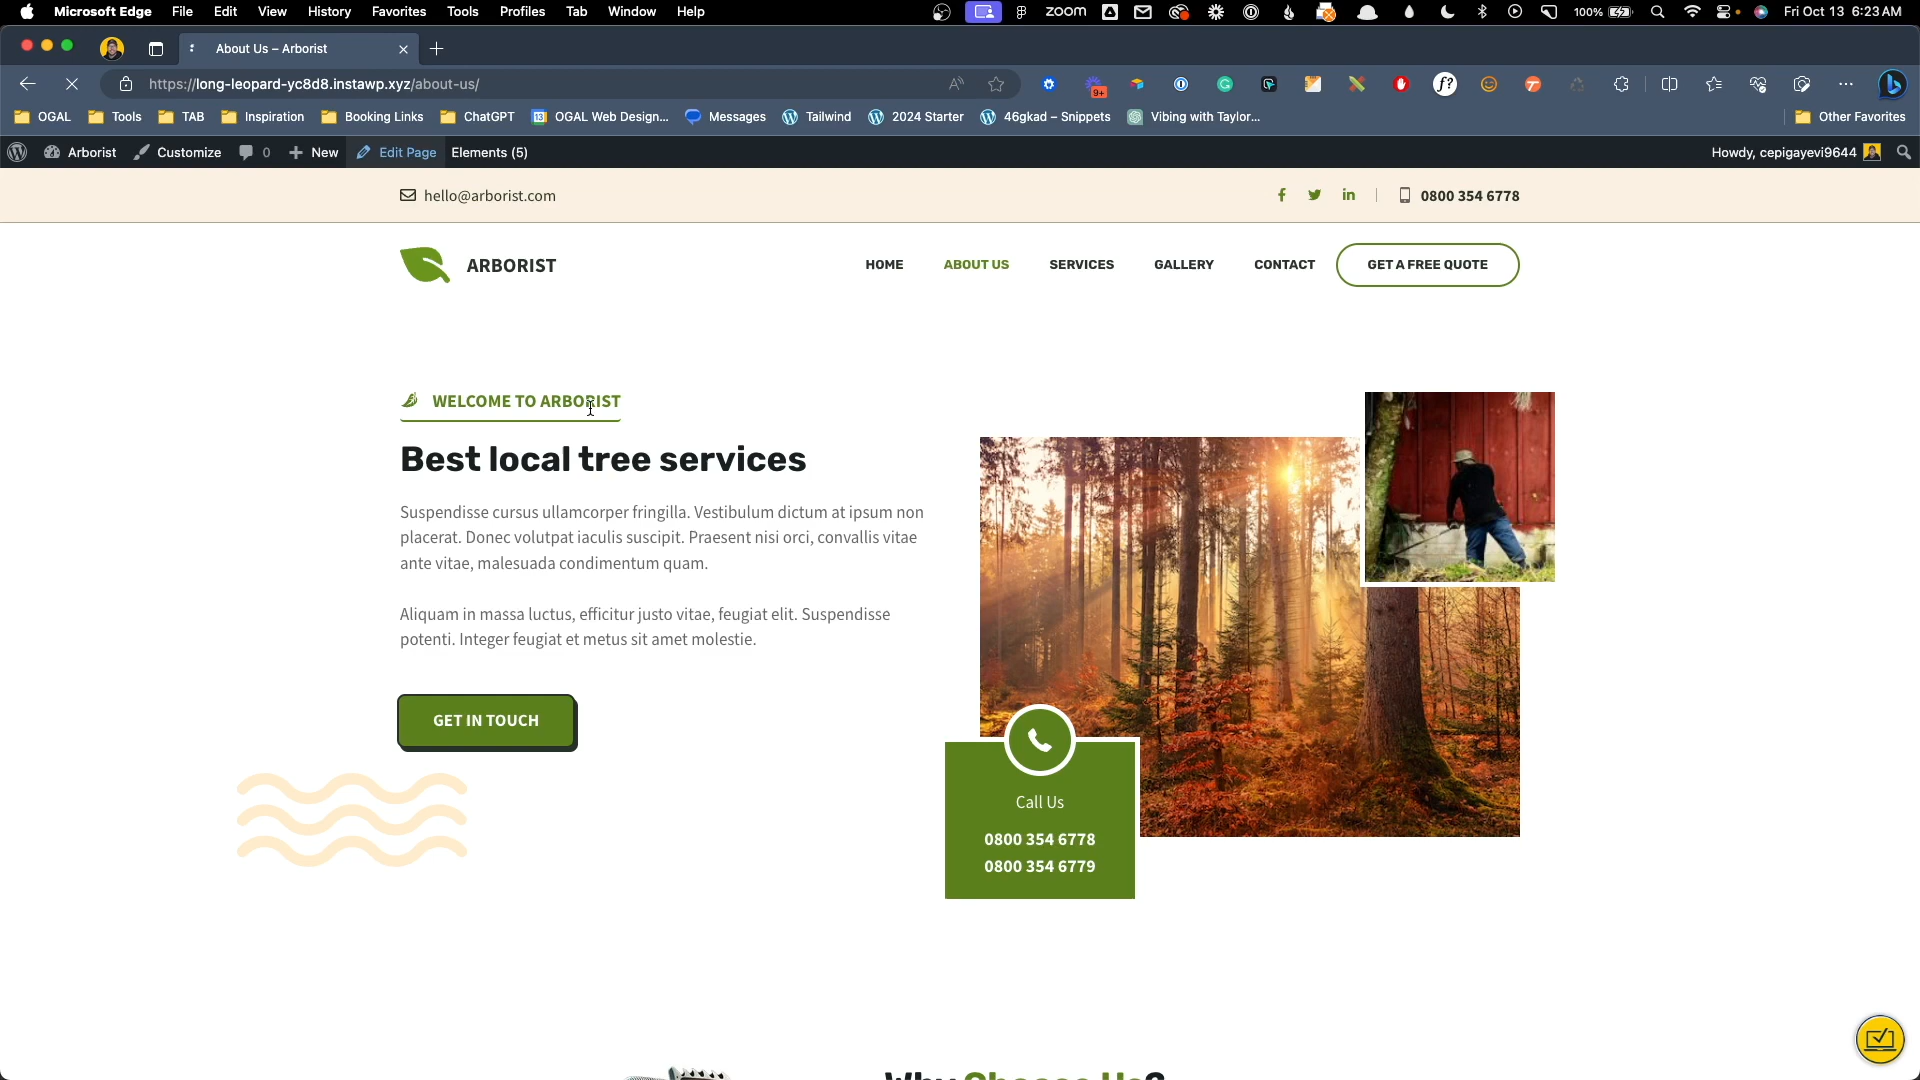 Microsoft Edge File Edit View History Favorites Tools Profiles Tab Window Help zoom 100% Fri Oct 13 6:23 AM
About Us – Arborist
https://long-leopard-yc8d8.instawp.xyz/about-us/
9+
f?
OGAL Tools TAB Inspiration Booking Links ChatGPT 13 OGAL Web Design... Messages Tailwind 2024 Starter 46gkad – Snippets Vibing with Taylor... Other Favorites
Arborist Customize 0 New Edit Page Elements (5) Howdy, cepigayevi9644
hello@arborist.com 0800 354 6778
ARBORIST HOME ABOUT US SERVICES GALLERY CONTACT GET A FREE QUOTE
WELCOME TO ARBORIST
Best local tree services
Suspendisse cursus ullamcorper fringilla. Vestibulum dictum at ipsum non
placerat. Donec volutpat iaculis suscipit. Praesent nisi orci, convallis vitae
ante vitae, malesuada condimentum quam.
Aliquam in massa luctus, efficitur justo vitae, feugiat elit. Suspendisse
potenti. Integer feugiat et metus sit amet molestie.
GET IN TOUCH
Call Us
0800 354 6778
0800 354 6779
Why Choose Us?